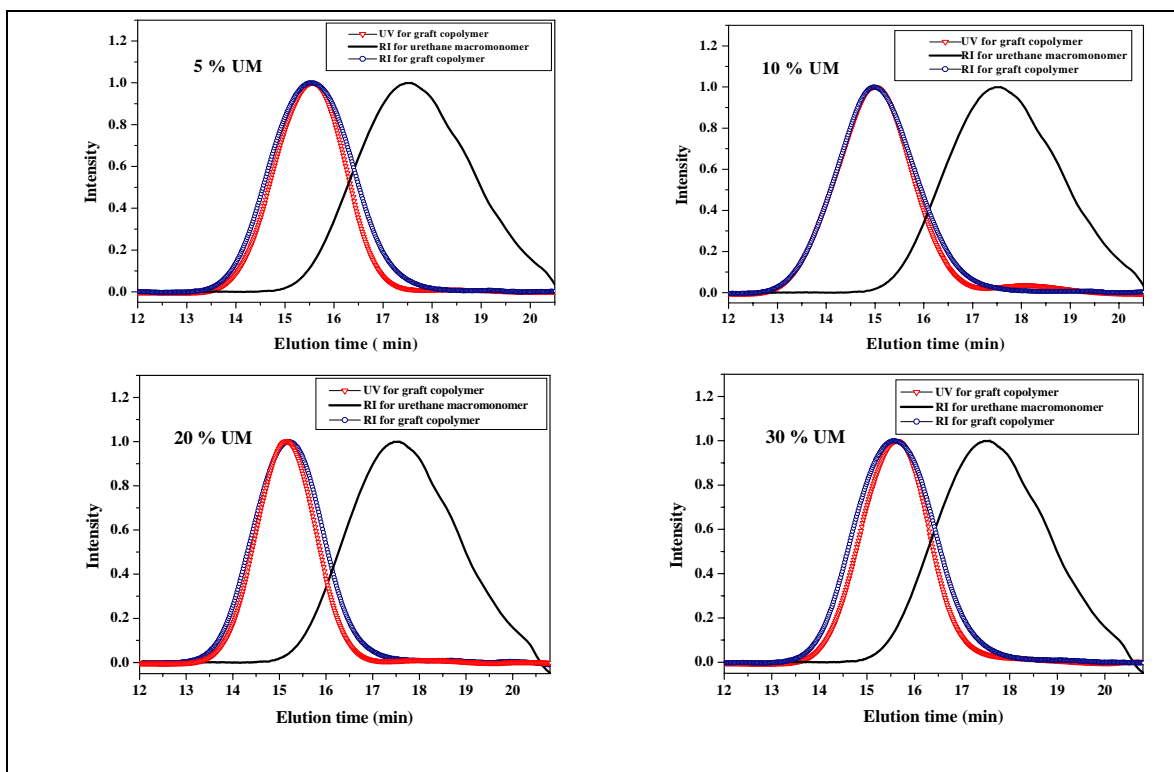 UV for graft copolymer
RI for urethane macromonomer
RI for graft copolymer
5 % UM
Intensity
1.2
1.0
0.8
0.6
0.4
0.2
0.0
12 13 14 15 16 17 18 19 20
Elution time ( min)
UV for graft copolymer
RI for urethane macromonomer
RI for graft copolymer
10 % UM
Intensity
1.2
1.0
0.8
0.6
0.4
0.2
0.0
12 13 14 15 16 17 18 19 20
Elution time (min)
UV for graft copolymer
RI for urethane macromonomer
RI for graft copolymer
20 % UM
Intensity
1.2
1.0
0.8
0.6
0.4
0.2
0.0
12 13 14 15 16 17 18 19 20
Elution time (min)
UV for graft copolymer
RI for urethane macromonomer
RI for graft copolymer
30 % UM
Intensity
1.2
1.0
0.8
0.6
0.4
0.2
0.0
12 13 14 15 16 17 18 19 20
Elution time (min)